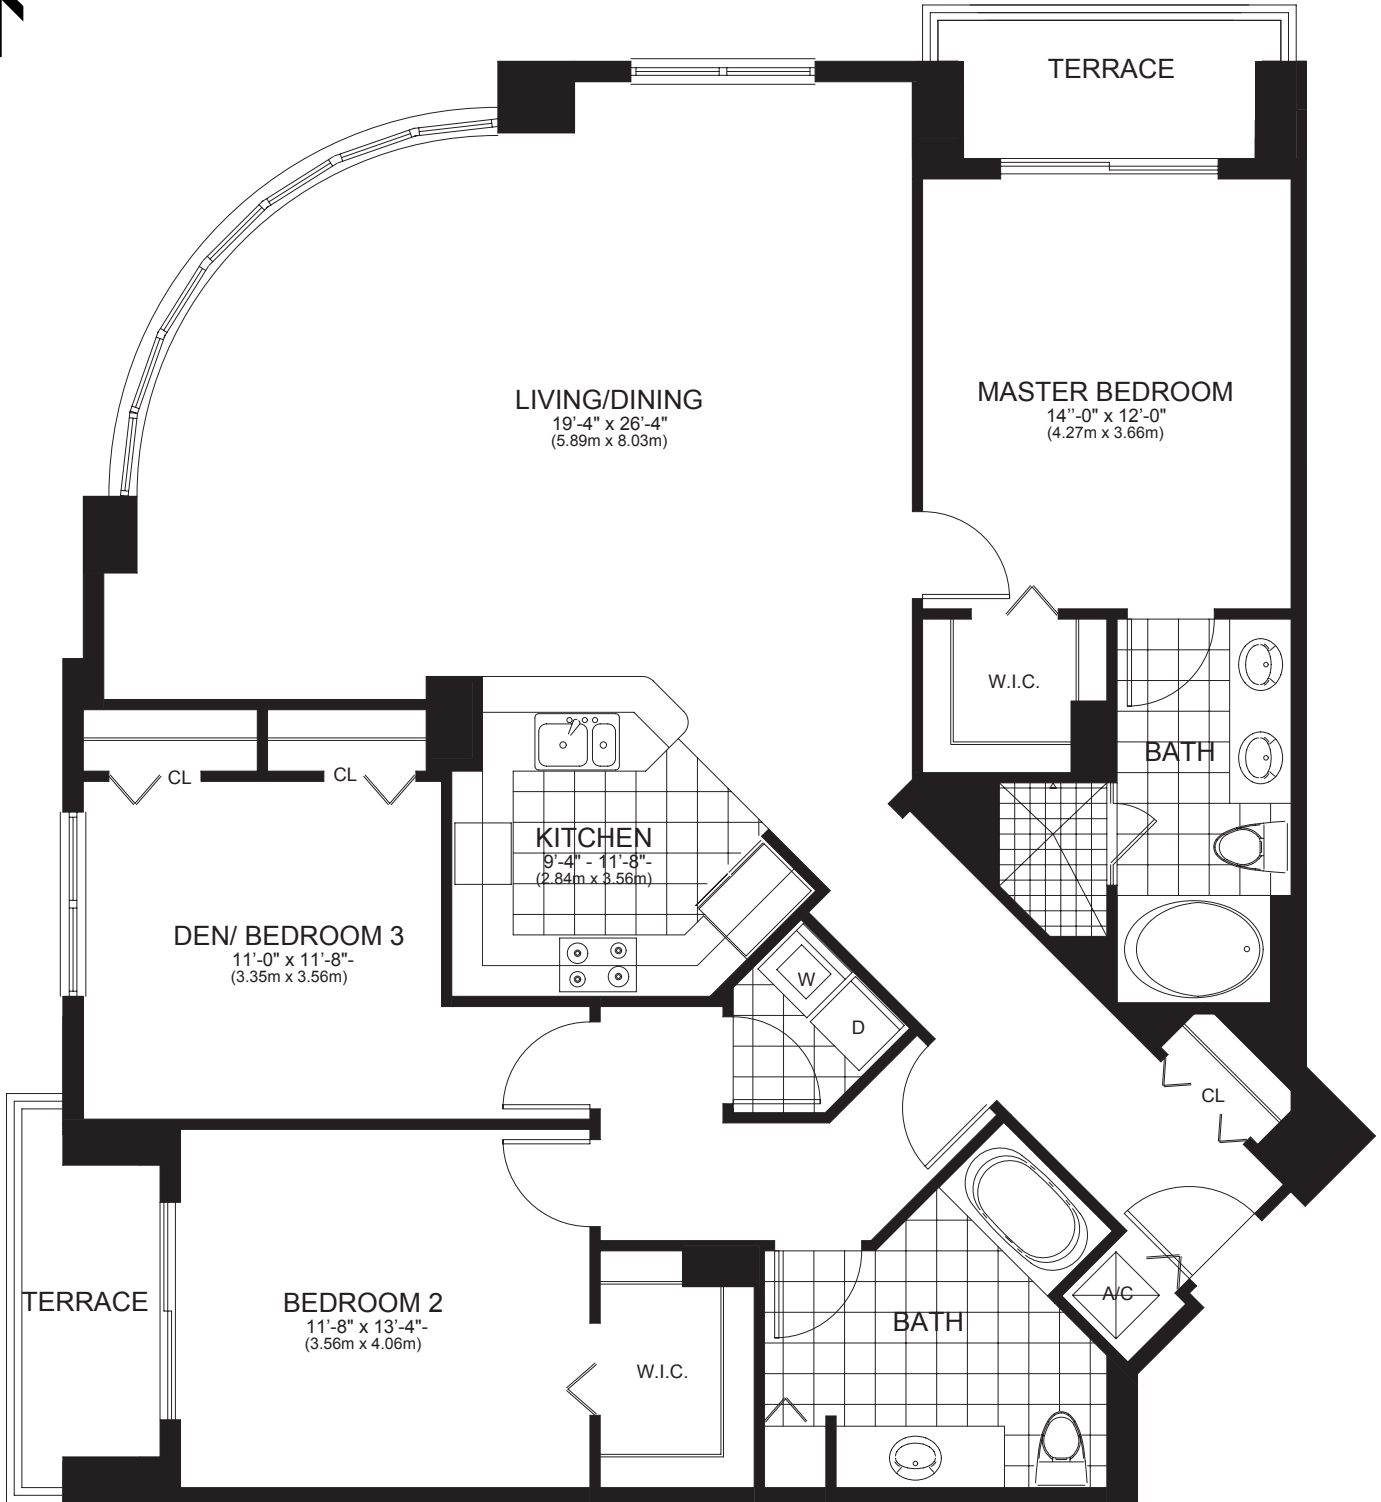 TERRACE
LIVING/DINING
19'-4" x 26'-4"
(5.89m x 8.03m)
MASTER BEDROOM
14''-0" x 12'-0"
(4.27m x 3.66m)
W.I.C.
BATH
CL
CL
KITCHEN
9'-4" - 11'-8"-
(2.84m x 3.56m)
DEN/ BEDROOM 3
11'-0" x 11'-8"-
(3.35m x 3.56m)
W
D
CL
TERRACE
BEDROOM 2
11'-8" x 13'-4"-
(3.56m x 4.06m)
W.I.C.
BATH
A/C